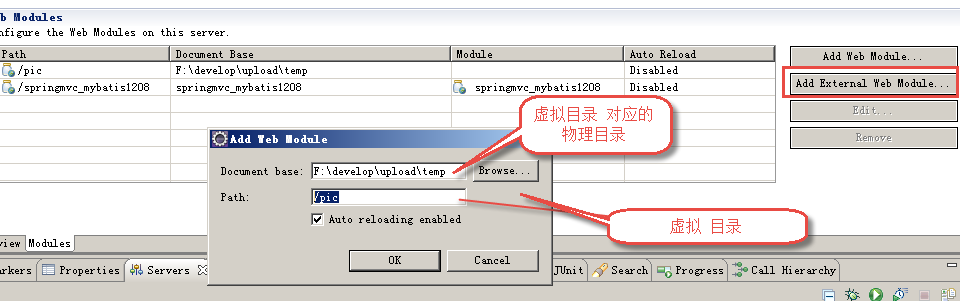 b Modules
onfigure the Web Modules on this server.
Path Document Base Module Auto Reload
/pic F:\develop\upload\temp Disabled
/springmvc_mybatis1208 springmvc_mybatis1208 springmvc_mybatis1208 Disabled
Add Web Module...
Add External Web Module...
Edit...
Remove
虚拟目录 对应的
物理目录
Add Web Module
Document base: F:\develop\upload\temp Browse...
Path: /pic
Auto reloading enabled
虚拟 目录
OK Cancel
view Modules
arkers Properties Servers JUnit Search Progress Call Hierarchy